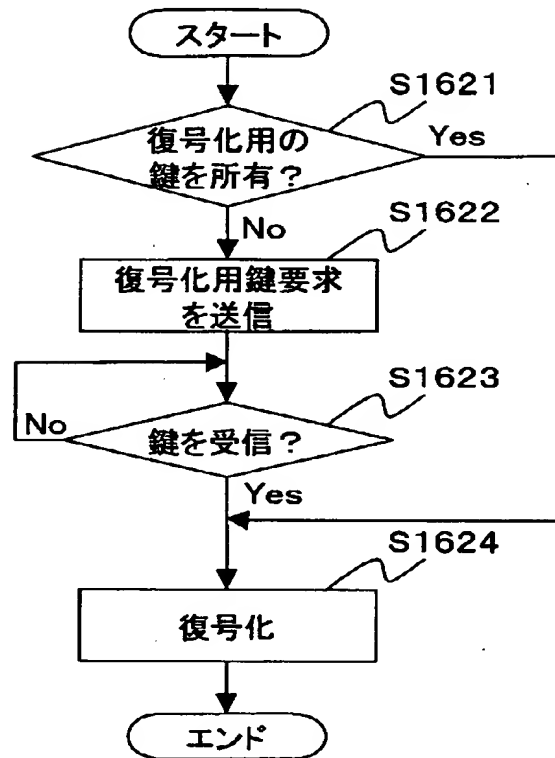 スタート
S1621
復号化用の
鍵を所有？
Yes
No
S1622
復号化用鍵要求
を送信
S1623
No
鍵を受信？
Yes
S1624
復号化
エンド